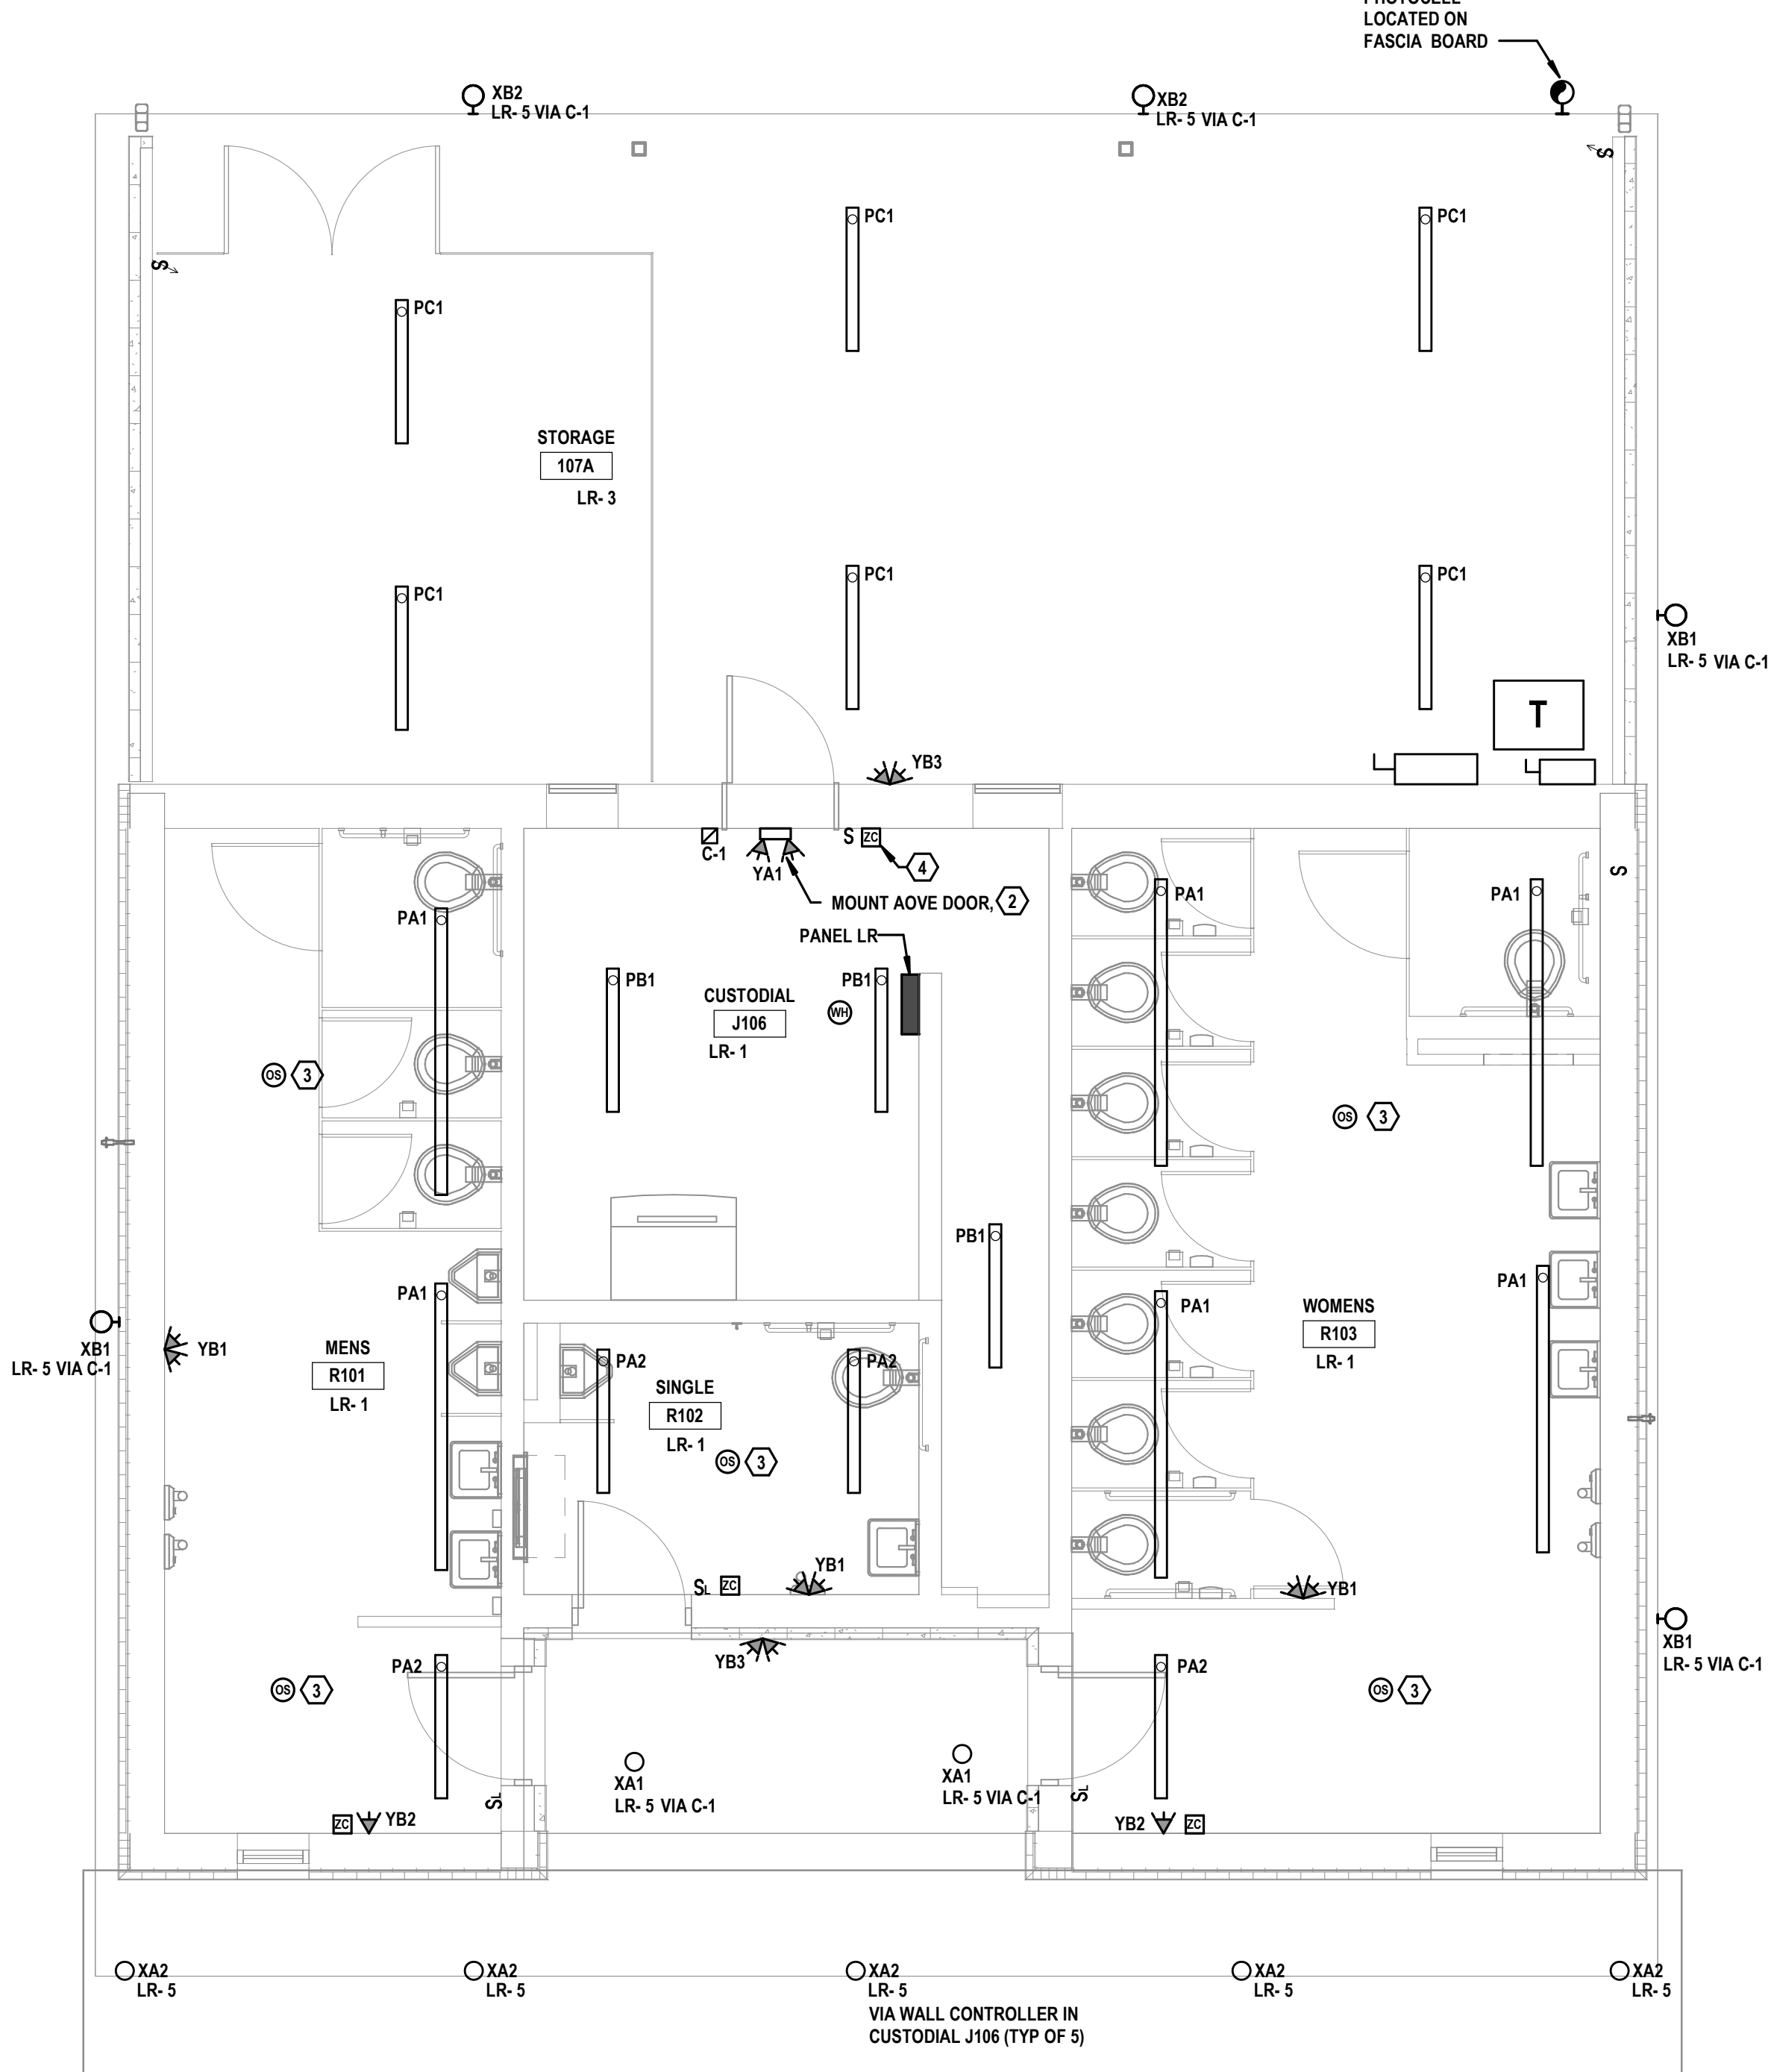 LOCATED ON
FASCIA BOARD
XB2
LR- 5 VIA C-1
XB2
LR- 5 VIA C-1
S
S
PC1
PC1
PC1
STORAGE
107A
LR- 3
PC1
PC1
PC1
XB1
LR- 5 VIA C-1
T
YB3
C-1
YA1
S
ZC
4
MOUNT AOVE DOOR,
2
S
PA1
PA1
PA1
PANEL LR
PB1
PB1
CUSTODIAL
J106
LR- 1
WH
OS
3
OS
3
PB1
PA1
PA1
PA1
XB1
LR- 5 VIA C-1
YB1
MENS
R101
LR- 1
WOMENS
R103
LR- 1
PA2
PA2
SINGLE
R102
LR- 1
OS
3
SL
ZC
YB1
YB1
XB1
LR- 5 VIA C-1
YB3
PA2
PA2
OS
3
OS
3
XA1
LR- 5 VIA C-1
XA1
LR- 5 VIA C-1
SL
SL
ZC
YB2
YB2
ZC
XA2
LR- 5
XA2
LR- 5
XA2
LR- 5
XA2
LR- 5
XA2
LR- 5
VIA WALL CONTROLLER IN
CUSTODIAL J106 (TYP OF 5)